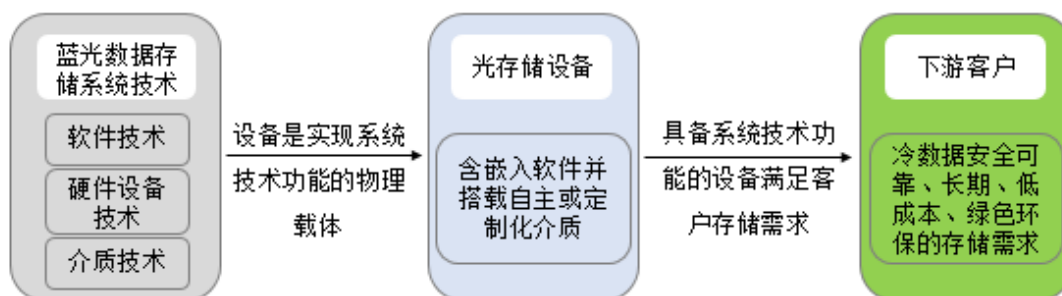 蓝光数据存
储系统技术
软件技术
硬件设备
技术
介质技术
设备是实现系统
技术功能的物理
载体
光存储设备
含嵌入软件并
搭载自主或定
制化介质
具备系统技术功
能的设备满足客
户存储需求
下游客户
冷数据安全可
靠、长期、低
成本、绿色环
保的存储需求